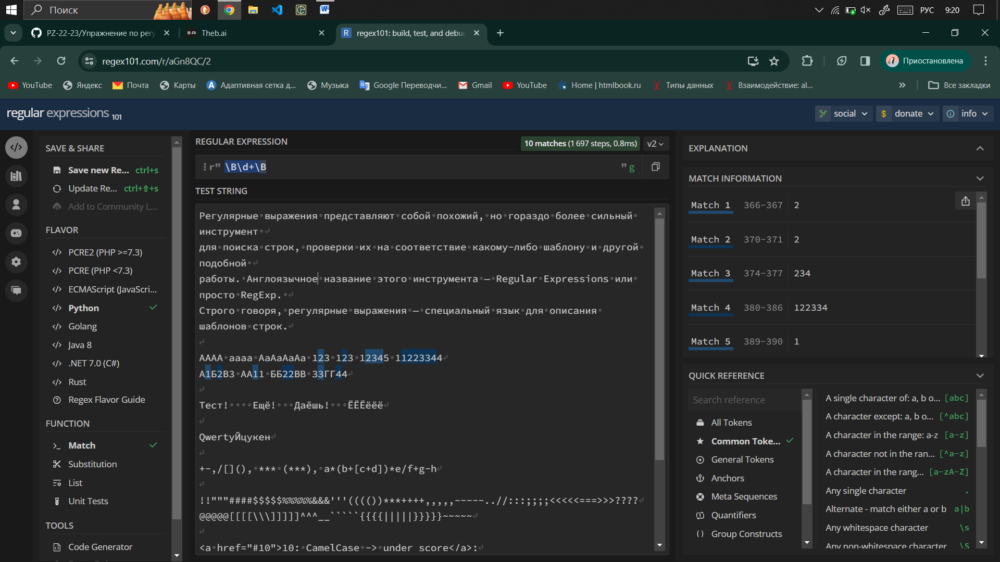 Поиск
РУС
9:20
PZ-22-23/Упражнение по регу
Theb.ai
regex101: build, test, and debug
regex101.com/r/aGn8QC/2
Приостановлена
YouTube
Яндекс
Почта
Карты
Адаптивная сетка д...
Музыка
Google Переводчи...
Gmail
YouTube
Home | htmlbook.ru
Типы данных
Взаимодействие: al...
»
Все закладки
regular expressions 101
social
donate
info
SAVE & SHARE
Save new Re... ctrl+s
Update Re... ctrl+⇧+s
Add to Community L...
FLAVOR
PCRE2 (PHP >=7.3)
PCRE (PHP <7.3)
ECMAScript (JavaScri...
Python
Golang
Java 8
.NET 7.0 (C#)
Rust
Regex Flavor Guide
FUNCTION
Match
Substitution
List
Unit Tests
TOOLS
Code Generator
REGULAR EXPRESSION
10 matches (1 697 steps, 0.8ms)
v2
r" \B\d+\B " g
TEST STRING
Регулярные выражения представляют собой похожий, но гораздо более сильный
инструмент
для поиска строк, проверки их на соответствие какому-либо шаблону и другой
подобной
работы. Англоязычное название этого инструмента — Regular Expressions или
просто RegExp.
Строго говоря, регулярные выражения — специальный язык для описания
шаблонов строк.
АААА аааа АаАаАаАа 123 123 12345 11223344
А1Б2В3 АА11 ББ22ВВ 33ГГ44
Тест!    Ещё!   Даёшь!   ЁЁЁёёё
QwertyЙцукен
+-,/[](), *** (***), a*(b+[c+d])*e/f+g-h
!!"""####$$$$$%%%%%&&&'''(((())***++++,,,,,-----..//:::;;;;<<<<<===>>>????
@@@@@[[[[\\\]]]]]^^^__`````{{{{|||||}}}}}~~~~~
<a href="#10">10: CamelCase -> under score</a>:
EXPLANATION
MATCH INFORMATION
Match 1 366-367 2
Match 2 370-371 2
Match 3 374-377 234
Match 4 380-386 122334
Match 5 389-390 1
QUICK REFERENCE
Search reference
All Tokens
Common Toke...
General Tokens
Anchors
Meta Sequences
Quantifiers
Group Constructs
A single character of: a, b o... [abc]
A character except: a, b o... [^abc]
A character in the range: a-z [a-z]
A character not in the ran... [^a-z]
A character in the rang... [a-zA-Z]
Any single character .
Alternate - match either a or b a|b
Any whitespace character \s
Any non-whitespace character \S